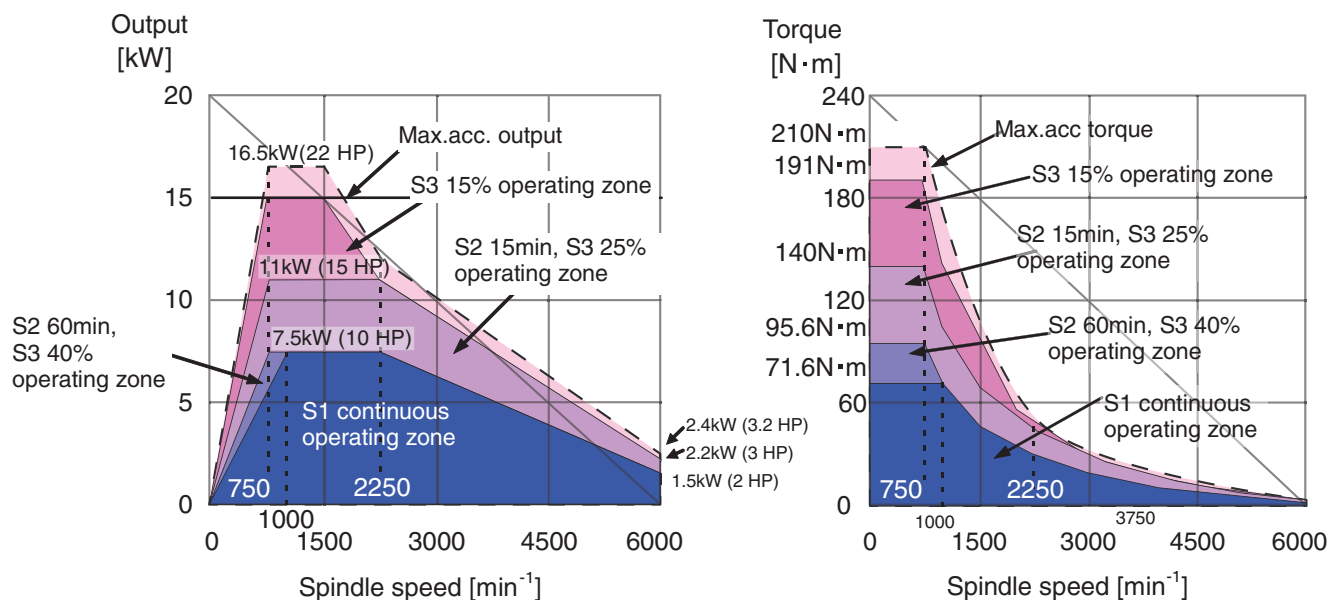 Output
[kW]
20
15
10
5
0
16.5kW(22 HP)
Max.acc. output
S3 15% operating zone
S2 15min, S3 25%
operating zone
11kW (15 HP)
7.5kW (10 HP)
S2 60min,
S3 40%
operating zone
S1 continuous
operating zone
2.4kW (3.2 HP)
2.2kW (3 HP)
1.5kW (2 HP)
750
2250
1000
0
1500
3000
4500
6000
Spindle speed [min-1]
Torque
[N·m]
240
210N·m
191N·m
180
140N·m
120
95.6N·m
71.6N·m
60
0
Max.acc torque
S3 15% operating zone
S2 15min, S3 25%
operating zone
S2 60min, S3 40%
operating zone
S1 continuous
operating zone
750
2250
1000
3750
0
1500
3000
4500
6000
Spindle speed [min-1]